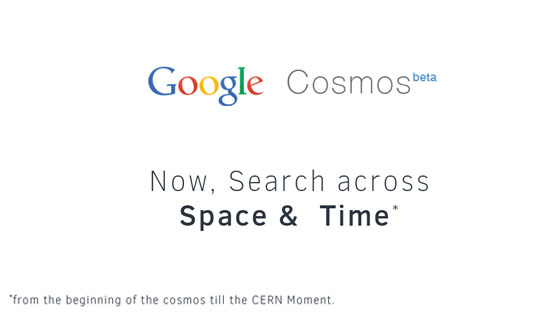 Google Cosmos beta
Now, Search across
Space & Time*
*from the beginning of the cosmos till the CERN Moment.